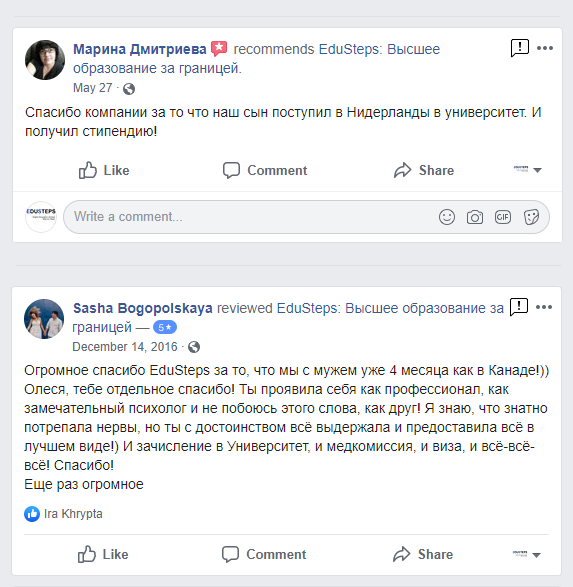 Марина Дмитриева recommends EduSteps: Высшее
образование за границей.
May 27 ·
Спасибо компании за то что наш сын поступил в Нидерланды в университет. И
получил стипендию!
Like Comment Share
EDUSTEPS Write a comment... GIF
Sasha Bogopolskaya reviewed EduSteps: Высшее образование за
границей — 5★
December 14, 2016 ·
Огромное спасибо EduSteps за то, что мы с мужем уже 4 месяца как в Канаде!))
Олеся, тебе отдельное спасибо! Ты проявила себя как профессионал, как
замечательный психолог и не побоюсь этого слова, как друг! Я знаю, что знатно
потрепала нервы, но ты с достоинством всё выдержала и предоставила всё в
лучшем виде!) И зачисление в Университет, и медкомиссия, и виза, и всё-всё-
всё! Спасибо!
Еще раз огромное
Ira Khrypta
Like Comment Share